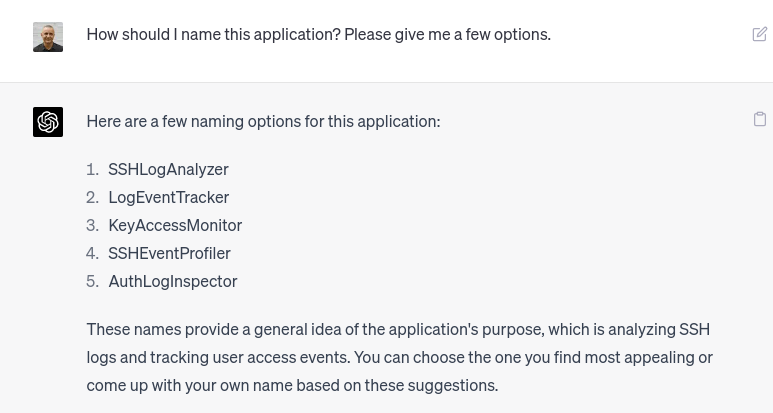 How should I name this application? Please give me a few options.
Here are a few naming options for this application:
1. SSHLogAnalyzer
2. LogEventTracker
3. KeyAccessMonitor
4. SSHEventProfiler
5. AuthLogInspector
These names provide a general idea of the application's purpose, which is analyzing SSH
logs and tracking user access events. You can choose the one you find most appealing or
come up with your own name based on these suggestions.